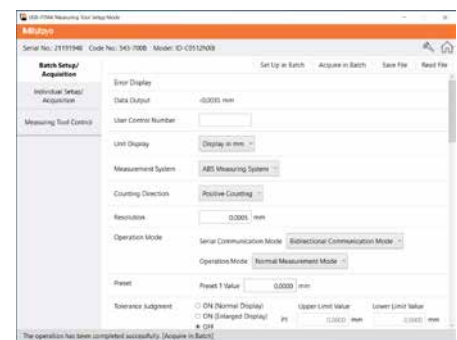 USB-ITPAK Measuring Tool Setup Mode
Mitutoyo
Serial No.: 21191948 Code No.: 543-700B Model: ID-C0512NXB
Batch Setup/
Acquisition
Individual Setup/
Acquisition
Measuring Tool Control
Set Up in Batch Acquire in Batch Save File Read File
Error Display
Data Output -0.0035 mm
User Control Number
Unit Display Display in mm
Measurement System ABS Measuring System
Counting Direction Positive Counting
Resolution 0.0005 mm
Operation Mode Serial Communication Mode Bidirectional Communication Mode
Operation Mode Normal Measurement Mode
Preset Preset 1 Value 0.0000 mm
Tolerance Judgment ON (Normal Display) Upper Limit Value Lower Limit Value
ON (Enlarged Display) P1 0.0000 mm 0.0000 mm
OFF
The operation has been completed successfully. [Acquire in Batch]